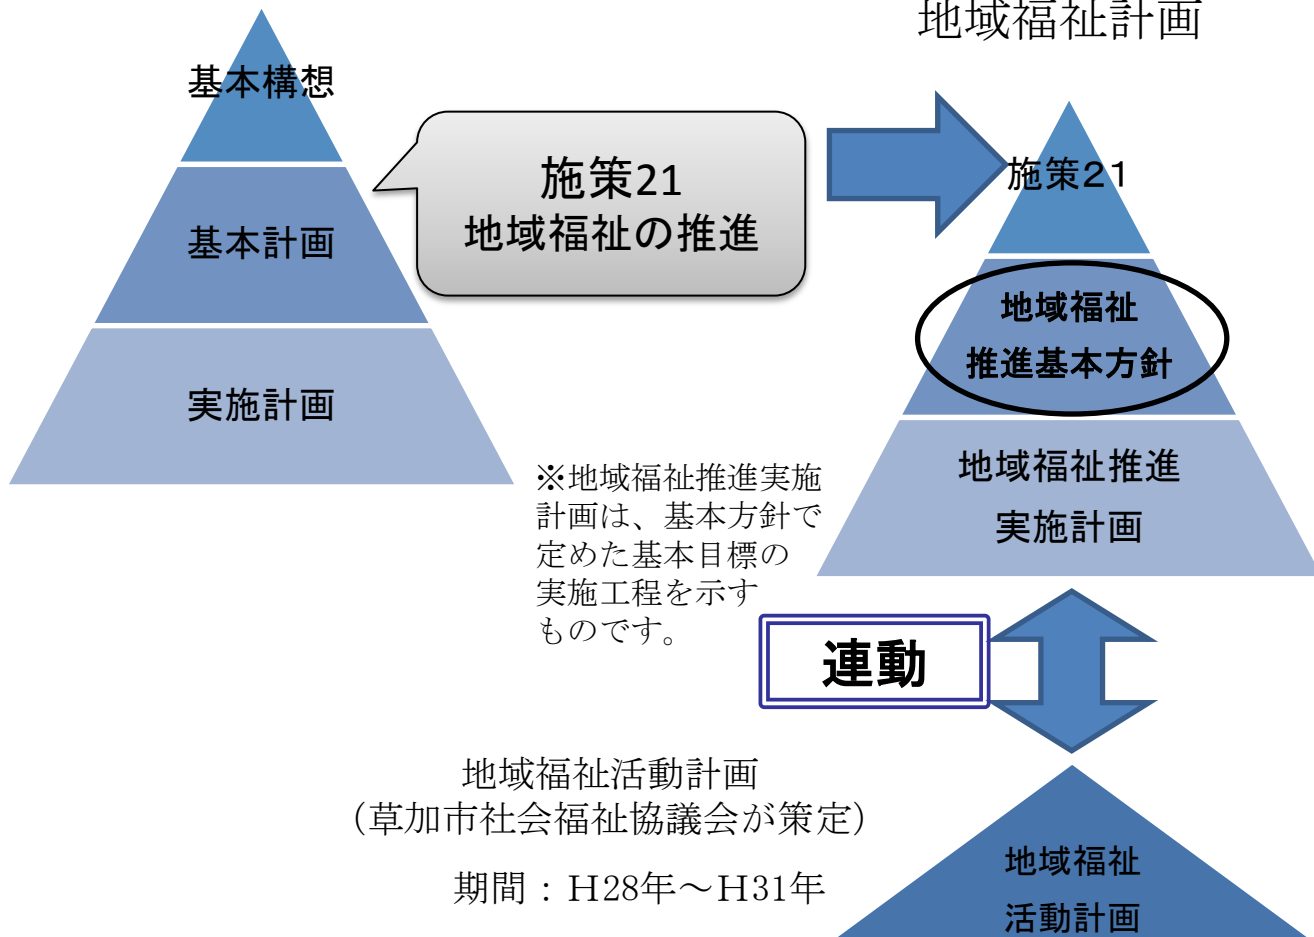 地域福祉計画
基本構想
基本計画
実施計画
施策21
地域福祉の推進
施策２１
地域福祉
推進基本方針
地域福祉推進
実施計画
※地域福祉推進実施
計画は、基本方針で
定めた基本目標の
実施工程を示す
ものです。
連動
地域福祉活動計画
（草加市社会福祉協議会が策定）
期間：H28年～H31年
地域福祉
活動計画